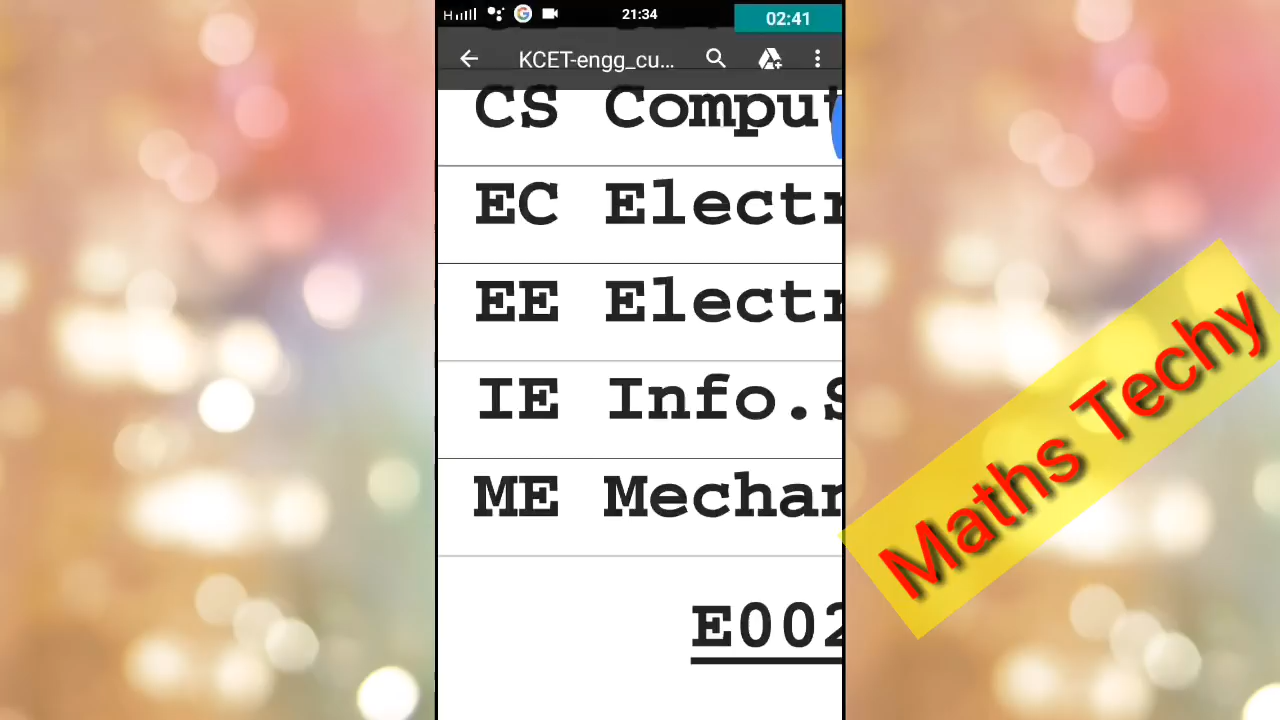 H 21:34 02:41
KCET-engg_cu...
CS Comput
EC Electr
EE Electr
IE Info.S
ME Mechan
E002
Maths Techy